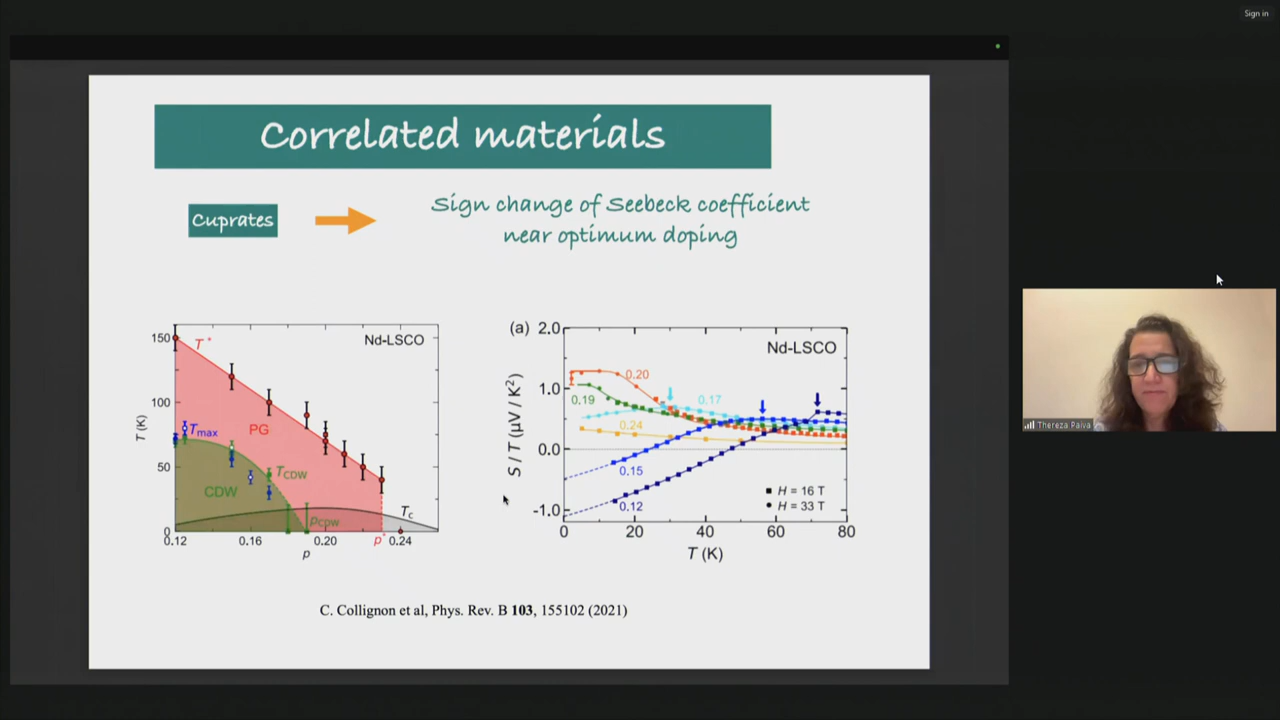 Sign in
Correlated materials
Cuprates
Sign change of Seebeck coefficient
near optimum doping
150
100
50
0
T (K)
T*
Nd-LSCO
Tmax
PG
TCDW
CDW
pCDW
Tc
0.12
0.16
0.20
p*
0.24
p
(a)
2.0
1.0
0.0
-1.0
S / T (μV / K²)
Nd-LSCO
0.20
0.19
0.17
0.24
0.15
0.12
H = 16 T
H = 33 T
0
20
40
60
80
T (K)
C. Collignon et al, Phys. Rev. B 103, 155102 (2021)
Thereza Paiva